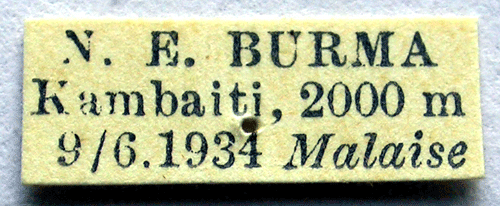 N. E. BURMA
Kambaiti, 2000 m
9/6.1934 Malaise